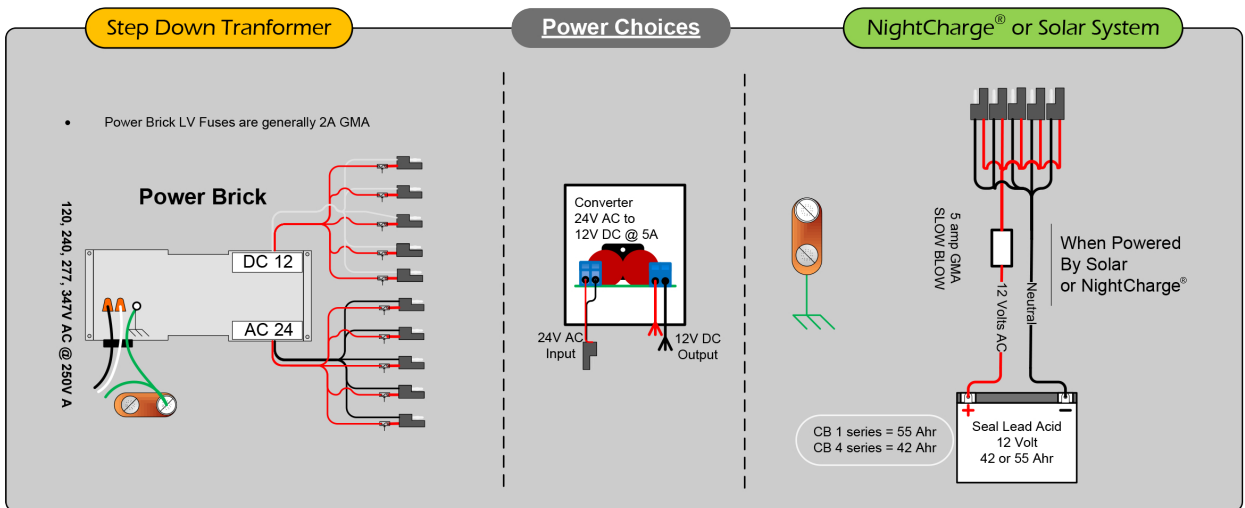 Step Down Tranformer
Power Choices
NightCharge® or Solar System
• Power Brick LV Fuses are generally 2A GMA
Power Brick
120, 240, 277, 347V AC @ 250V A
DC 12
AC 24
Converter
24V AC to
12V DC @ 5A
24V AC
Input
12V DC
Output
5 amp GMA
SLOW BLOW
12 Volts AC
Neutral
When Powered
By Solar
or NightCharge®
+
−
Seal Lead Acid
12 Volt
42 or 55 Ahr
CB 1 series = 55 Ahr
CB 4 series = 42 Ahr